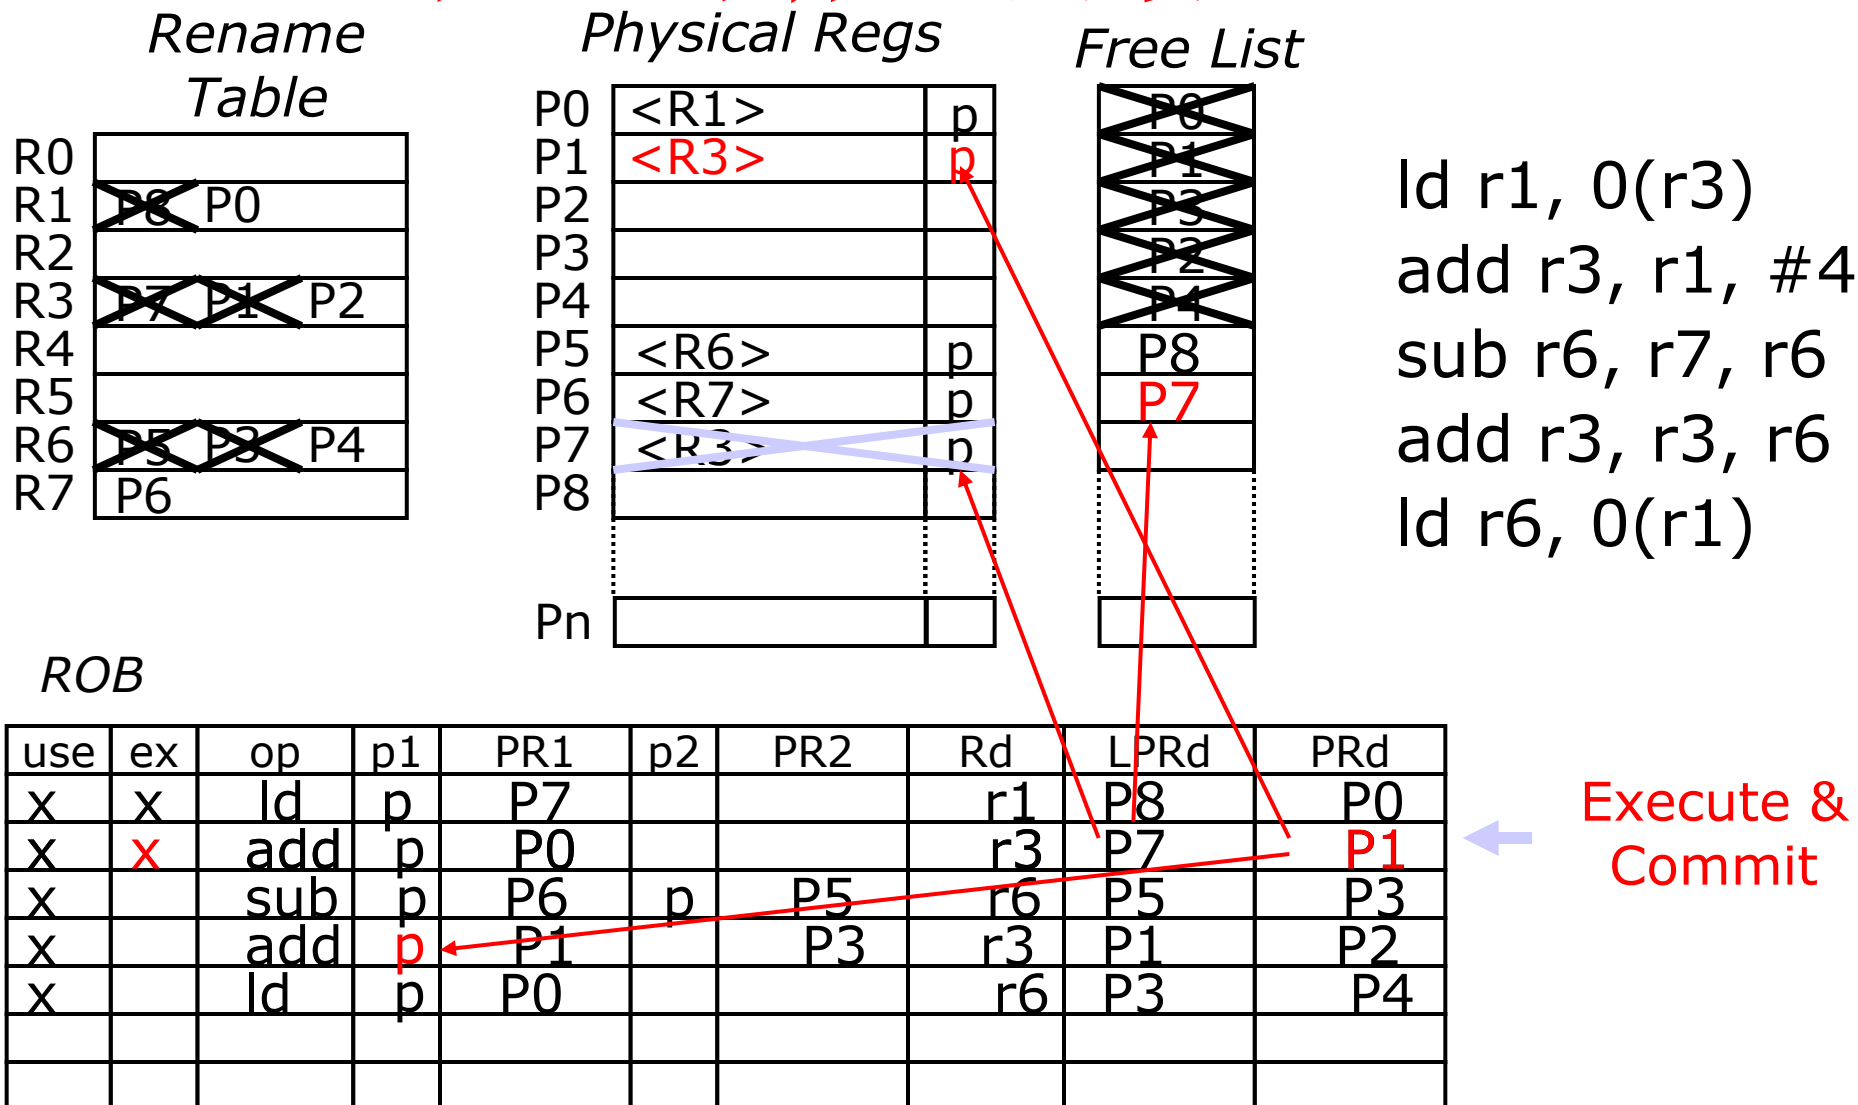 Rename
Table
Physical Regs
Free List
R0
R1 P8 P0
R2
R3 P7 P1 P2
R4
R5
R6 P5 P3 P4
R7 P6
P0 <R1> p
P1 <R3> p
P2
P3
P4
P5 <R6> p
P6 <R7> p
P7 <R3> p
P8
Pn
P0
P1
P3
P2
P4
P8
P7
ld r1, 0(r3)
add r3, r1, #4
sub r6, r7, r6
add r3, r3, r6
ld r6, 0(r1)
ROB
use ex op p1 PR1 p2 PR2 Rd LPRd PRd
x x ld p P7 r1 P8 P0
x x add p P0 r3 P7 P1
x sub p P6 p P5 r6 P5 P3
x add p P1 P3 r3 P1 P2
x ld p P0 r6 P3 P4
Execute &
Commit